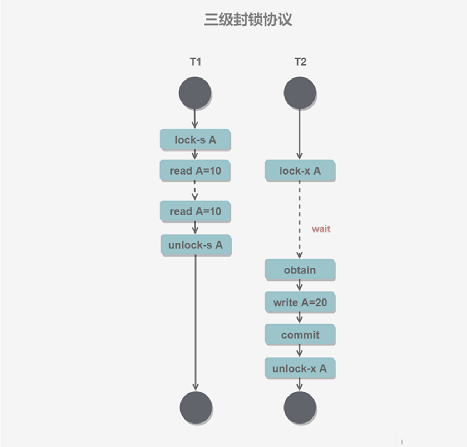 三级封锁协议
T1
T2
lock-s A
read A=10
lock-x A
read A=10
wait
unlock-s A
obtain
write A=20
commit
unlock-x A